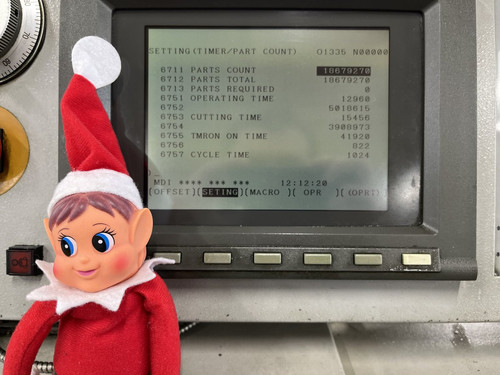 SETTING(TIMER/PART COUNT) O1335 N00000
6711 PARTS COUNT 18679270
6712 PARTS TOTAL 18679270
6713 PARTS REQUIRED 0
6751 OPERATING TIME 12960
6752 5018615
6753 CUTTING TIME 15456
6754 3908973
6755 TMRON ON TIME 41920
6756 822
6757 CYCLE TIME 1024
MDI **** *** *** 12:12:20
[OFFSET][SETING][MACRO ][ OPR ][(OPRT)